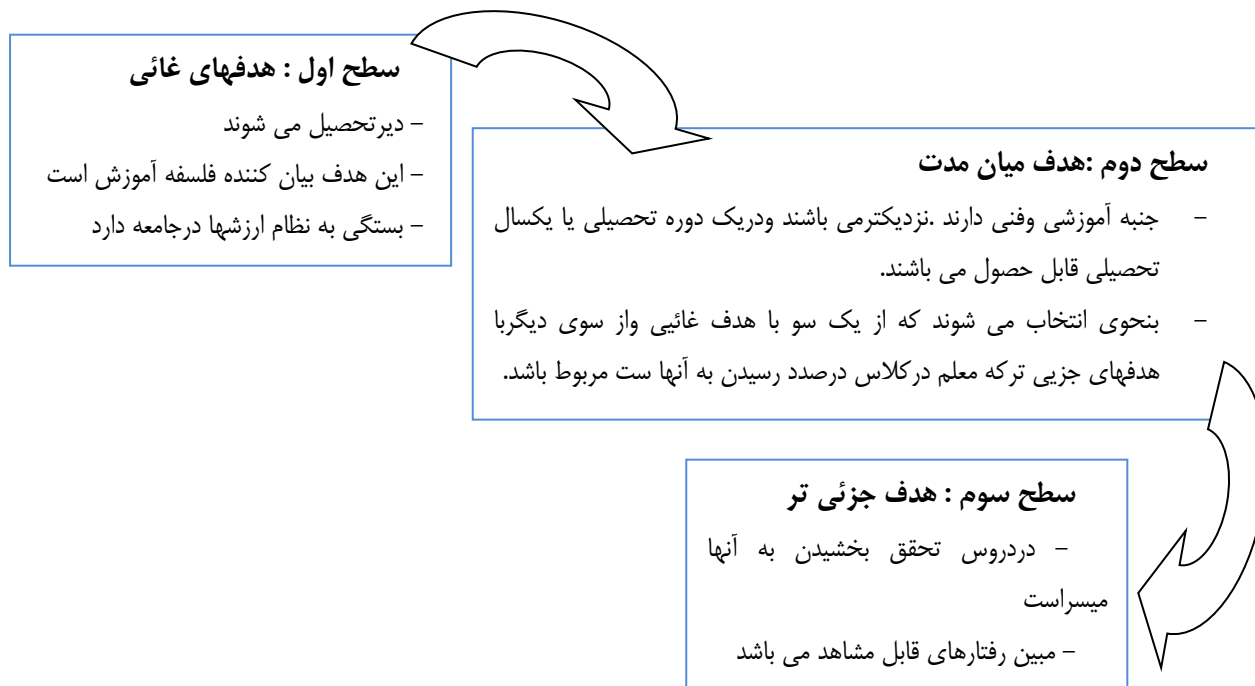 سطح اول : هدفهای غائی
- دیرتحصیل می شوند
- این هدف بیان کننده فلسفه آموزش است
- بستگی به نظام ارزشها درجامعه دارد
سطح دوم :هدف میان مدت
- جنبه آموزشی وفنی دارند .نزدیکترمی باشند ودریک دوره تحصیلی یا یکسال
تحصیلی قابل حصول می باشند.
- بنحوی انتخاب می شوند که از یک سو با هدف غائیی واز سوی دیگربا
هدفهای جزیی ترکه معلم درکلاس درصدد رسیدن به آنها ست مربوط باشد.
سطح سوم : هدف جزئی تر
- دردروس تحقق بخشیدن به آنها
میسراست
- مبین رفتارهای قابل مشاهد می باشد